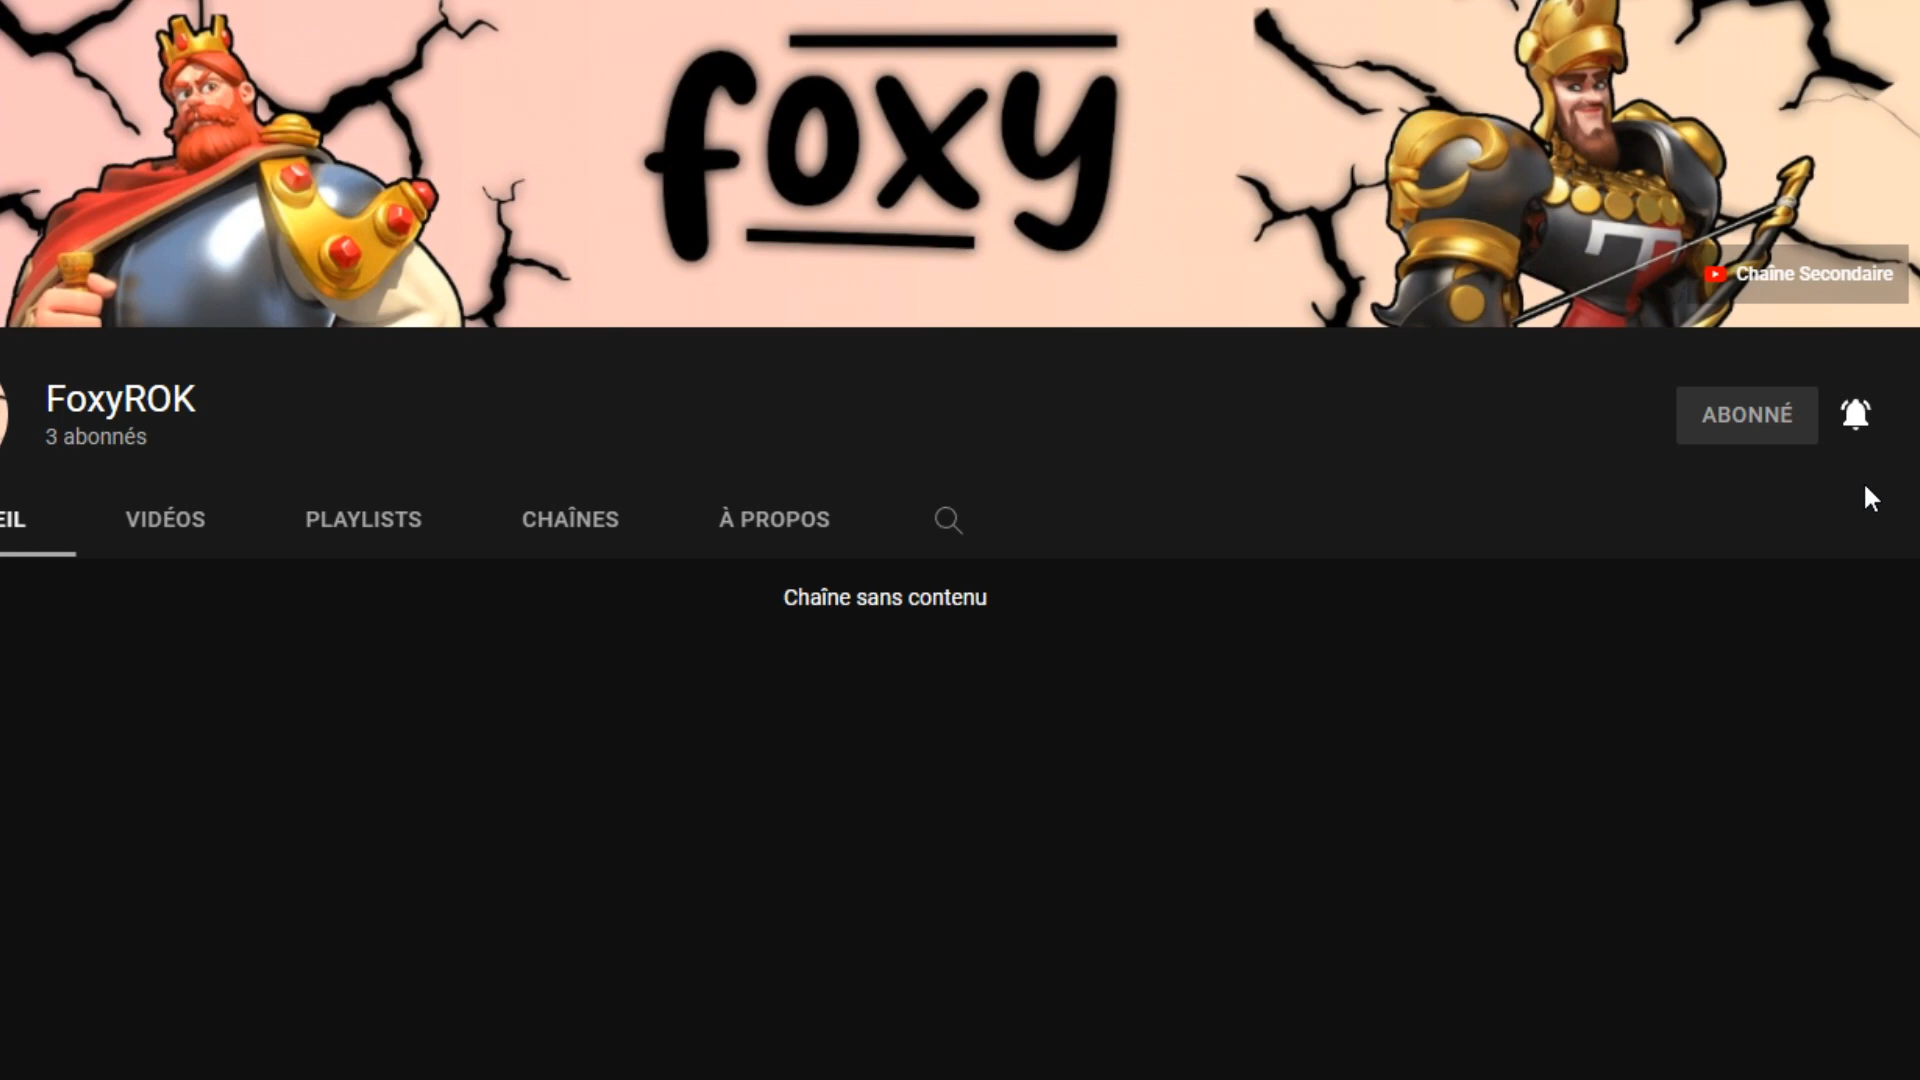 foxy
Chaîne Secondaire
FoxyROK
3 abonnés
ABONNÉ
EIL
VIDÉOS
PLAYLISTS
CHAÎNES
À PROPOS
Chaîne sans contenu